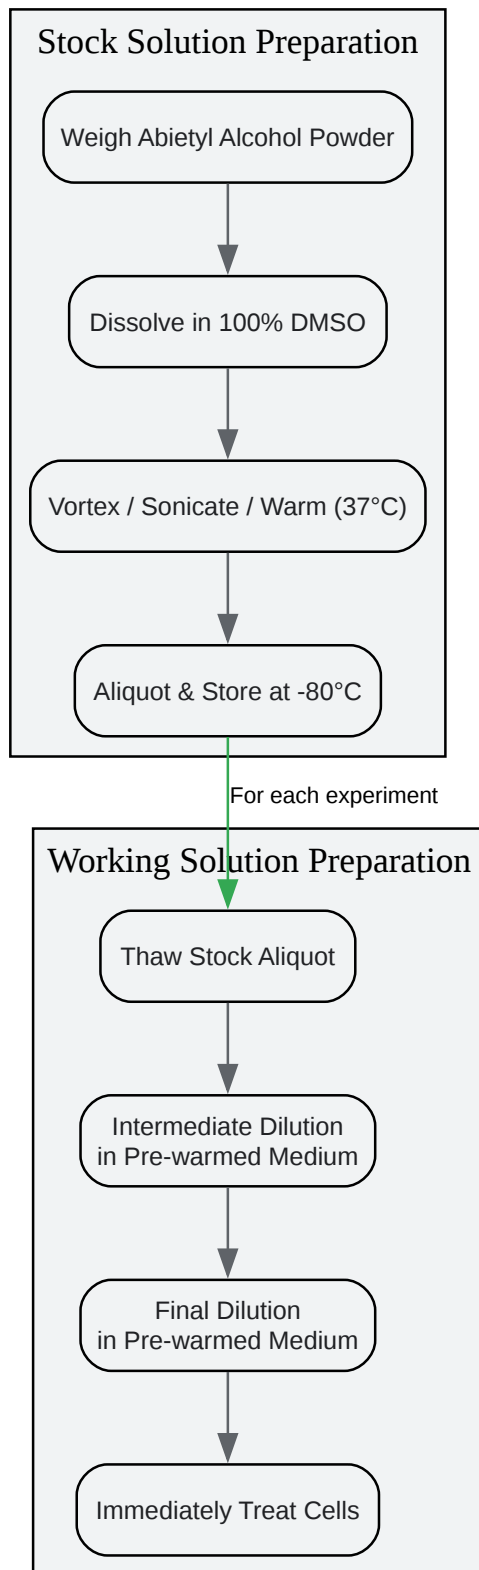 Stock Solution Preparation
Weigh Abietyl Alcohol Powder
Dissolve in 100% DMSO
Vortex / Sonicate / Warm (37°C)
Aliquot & Store at -80°C
For each experiment
Working Solution Preparation
Thaw Stock Aliquot
Intermediate Dilution
in Pre-warmed Medium
Final Dilution
in Pre-warmed Medium
Immediately Treat Cells